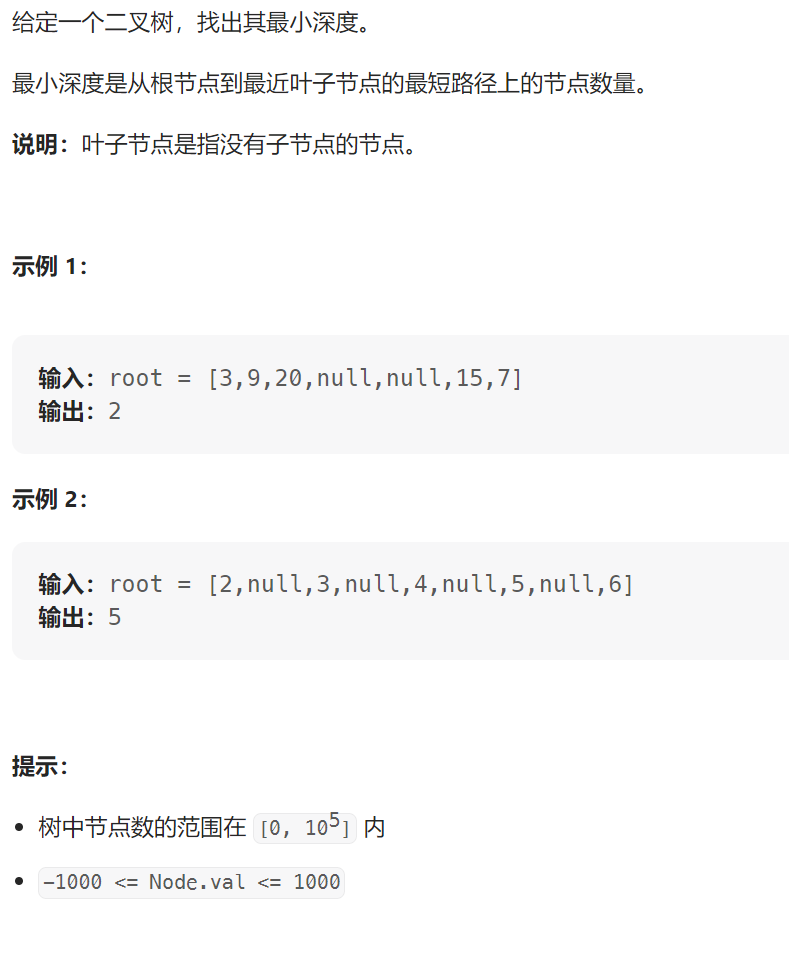 给定一个二叉树，找出其最小深度。
最小深度是从根节点到最近叶子节点的最短路径上的节点数量。
说明：叶子节点是指没有子节点的节点。
示例 1：
输入：root = [3,9,20,null,null,15,7]
输出：2
示例 2：
输入：root = [2,null,3,null,4,null,5,null,6]
输出：5
提示：
• 树中节点数的范围在 [0, 10⁵] 内
• -1000 <= Node.val <= 1000